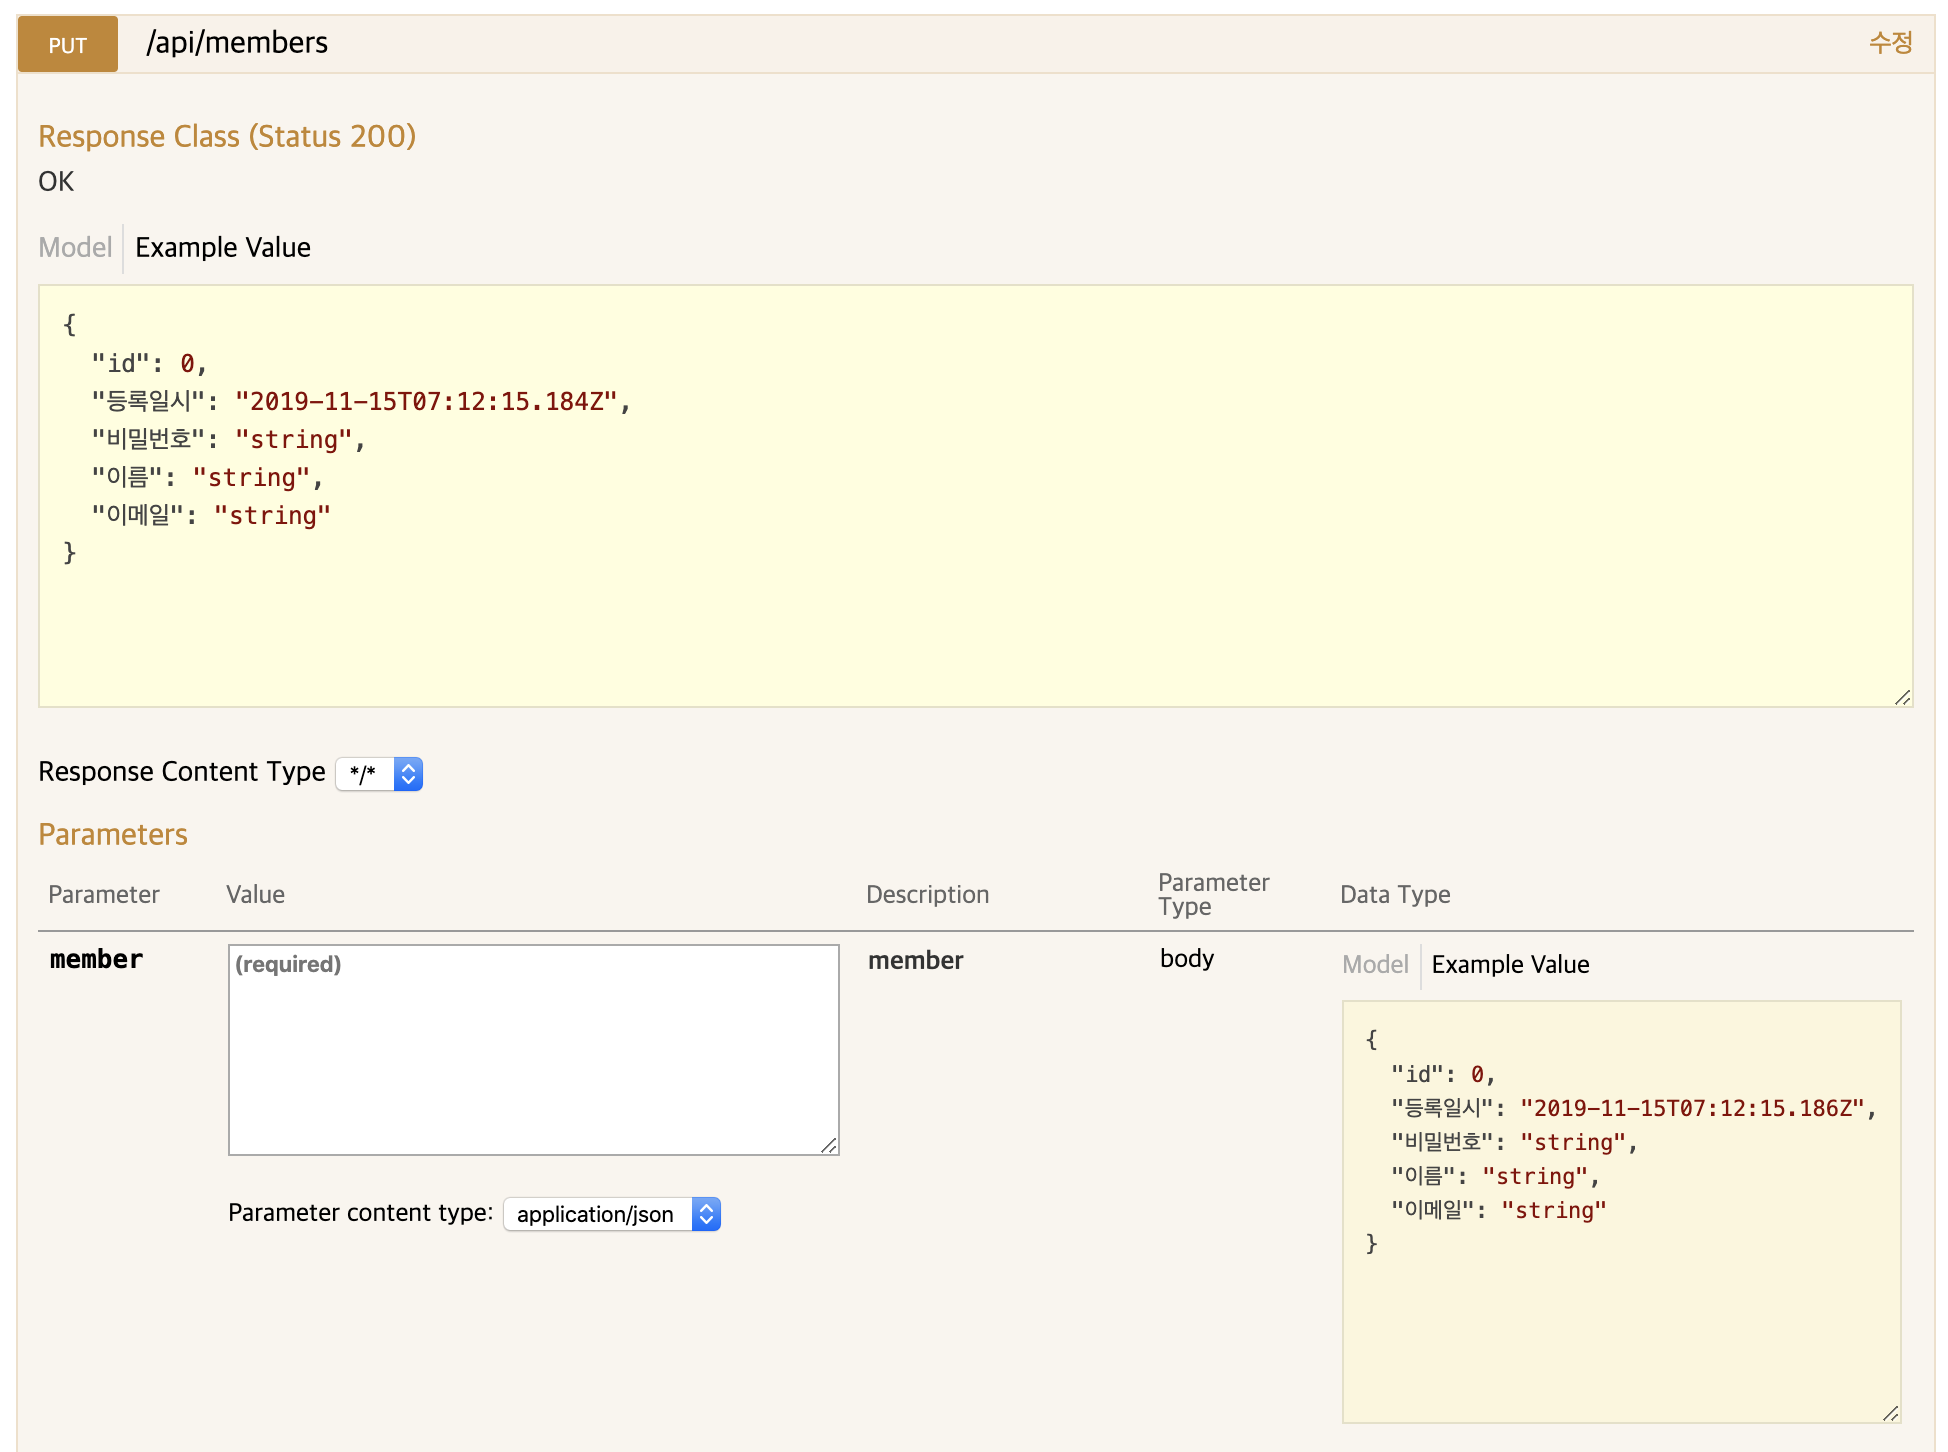 PUT /api/members 수정
Response Class (Status 200)
OK
Model Example Value
{
"id": 0,
"등록일시": "2019-11-15T07:12:15.184Z",
"비밀번호": "string",
"이름": "string",
"이메일": "string"
}
Response Content Type */*
Parameters
Parameter Value Description Parameter Type Data Type
member (required) member body Model Example Value
{
"id": 0,
"등록일시": "2019-11-15T07:12:15.186Z",
"비밀번호": "string",
"이름": "string",
"이메일": "string"
}
Parameter content type: application/json